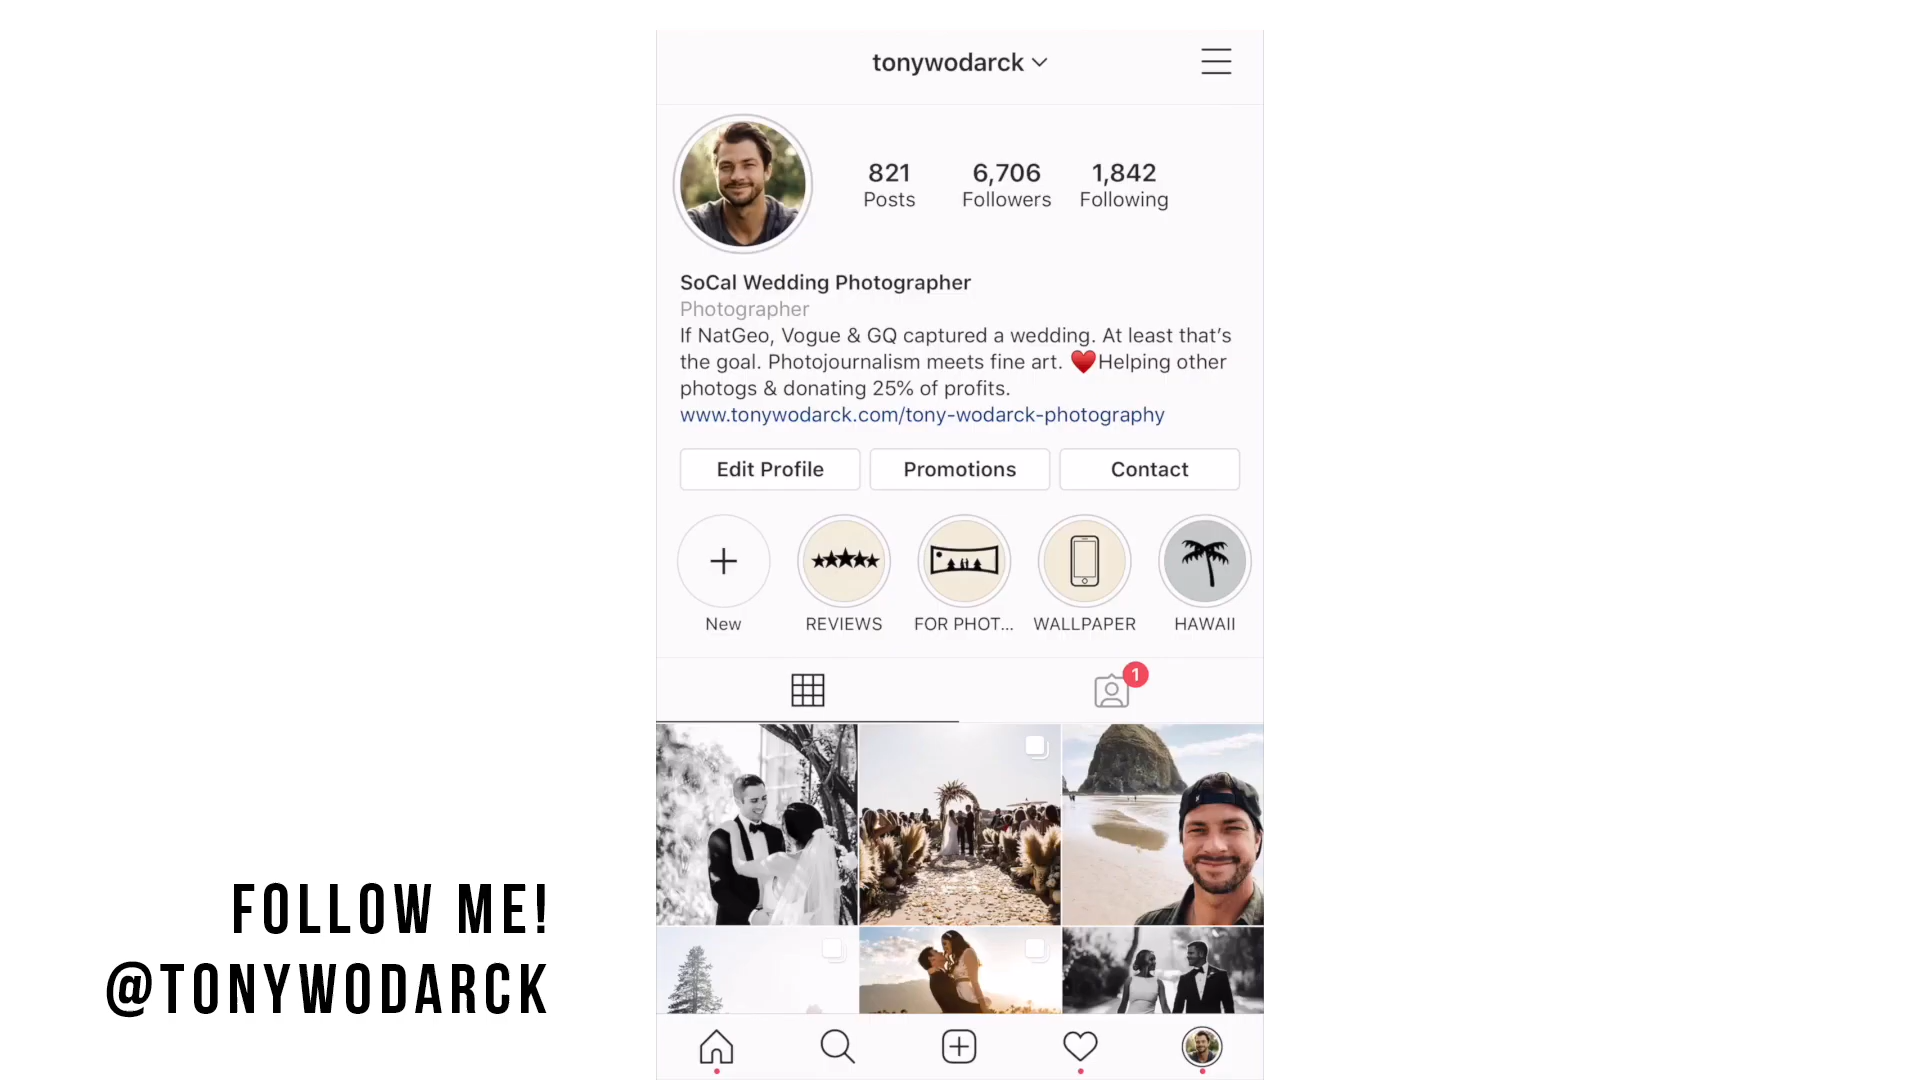 tonywodarck
821
6,706
1,842
Posts
Followers
Following
SoCal Wedding Photographer
Photographer
If NatGeo, Vogue & GQ captured a wedding. At least that’s
the goal. Photojournalism meets fine art. ♥️Helping other
photogs & donating 25% of profits.
www.tonywodarck.com/tony-wodarck-photography
Edit Profile
Promotions
Contact
New
REVIEWS
FOR PHOT...
WALLPAPER
HAWAII
1
FOLLOW ME!
@TONYWODARCK